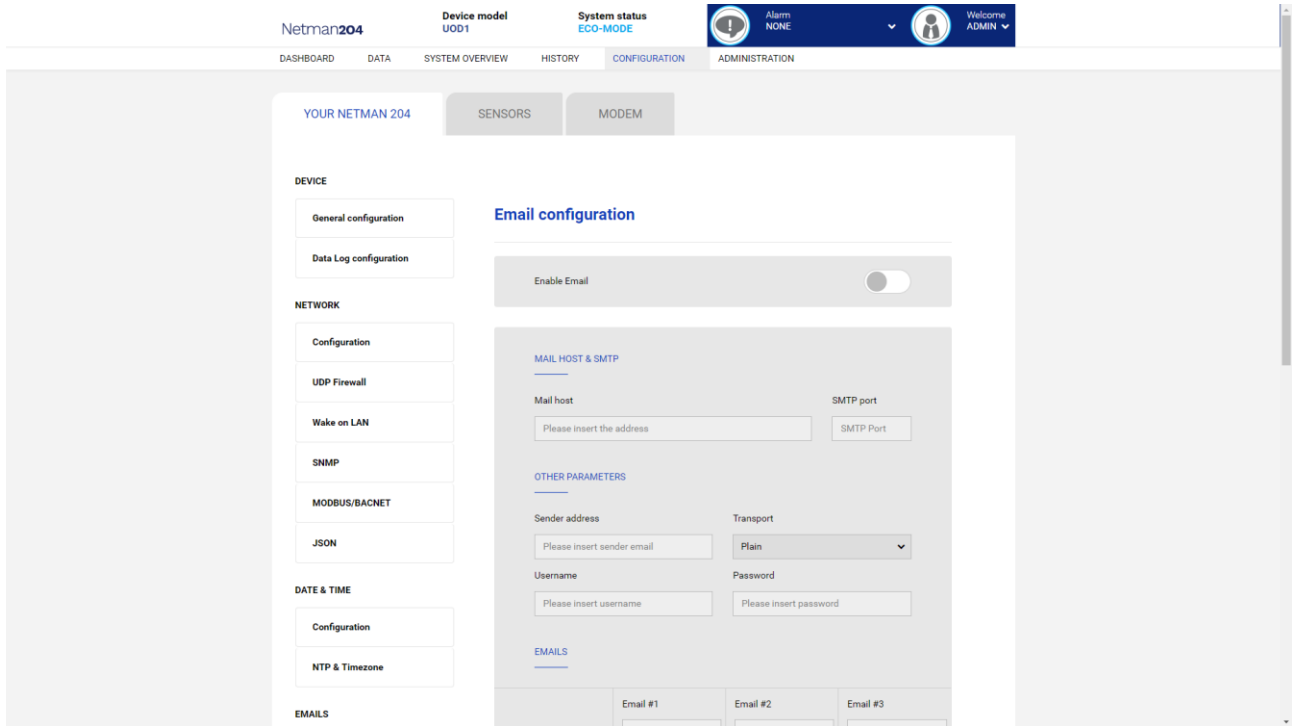 Netman204
Device model
UOD1
System status
ECO-MODE
Alarm
NONE
Welcome
ADMIN
DASHBOARD DATA SYSTEM OVERVIEW HISTORY CONFIGURATION ADMINISTRATION
YOUR NETMAN 204 SENSORS MODEM
DEVICE
General configuration
Data Log configuration
NETWORK
Configuration
UDP Firewall
Wake on LAN
SNMP
MODBUS/BACNET
JSON
DATE & TIME
Configuration
NTP & Timezone
EMAILS
Email configuration
Enable Email
MAIL HOST & SMTP
Mail host SMTP port
Please insert the address SMTP Port
OTHER PARAMETERS
Sender address Transport
Please insert sender email Plain
Username Password
Please insert username Please insert password
EMAILS
Email #1 Email #2 Email #3